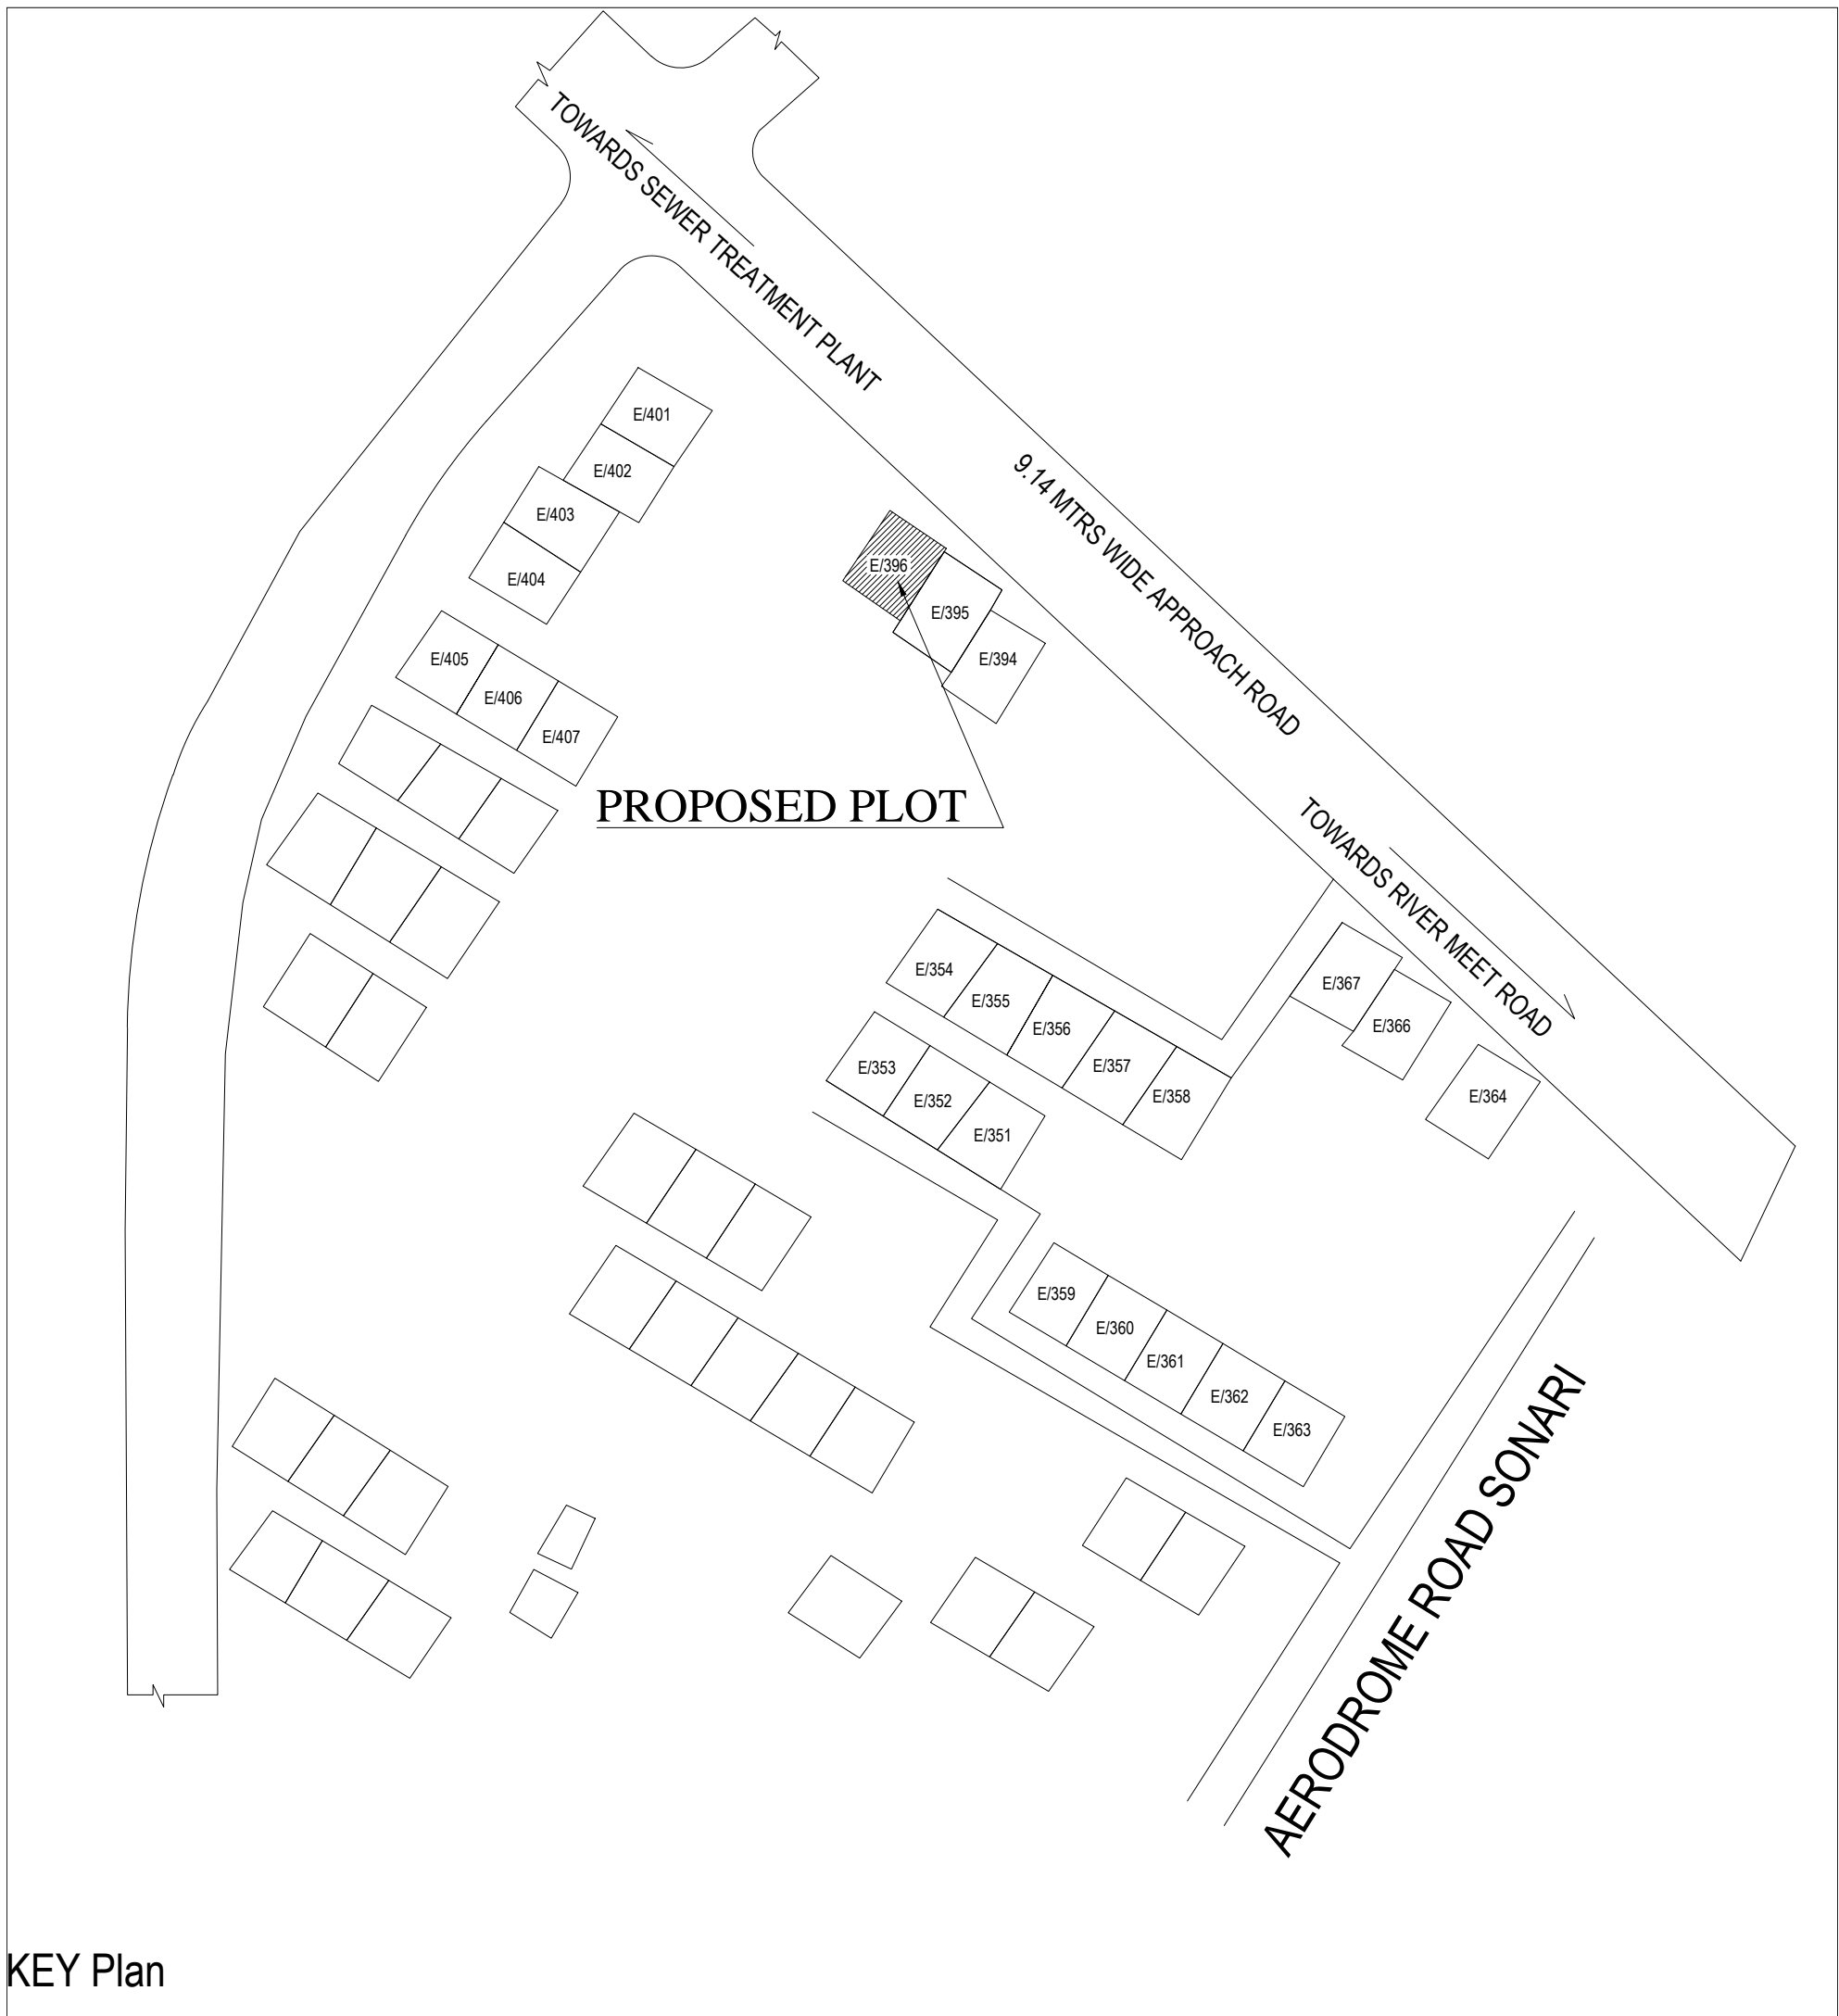 TOWARDS SEWER TREATMENT PLANT
9.14 MTRS WIDE APPROACH ROAD
TOWARDS RIVER MEET ROAD
E/401
E/402
E/403
E/404
E/396
E/395
E/394
E/405
E/406
E/407
PROPOSED PLOT
E/354
E/355
E/356
E/357
E/358
E/367
E/366
E/364
E/353
E/352
E/351
E/359
E/360
E/361
E/362
E/363
AERODROME ROAD SONARI
KEY Plan